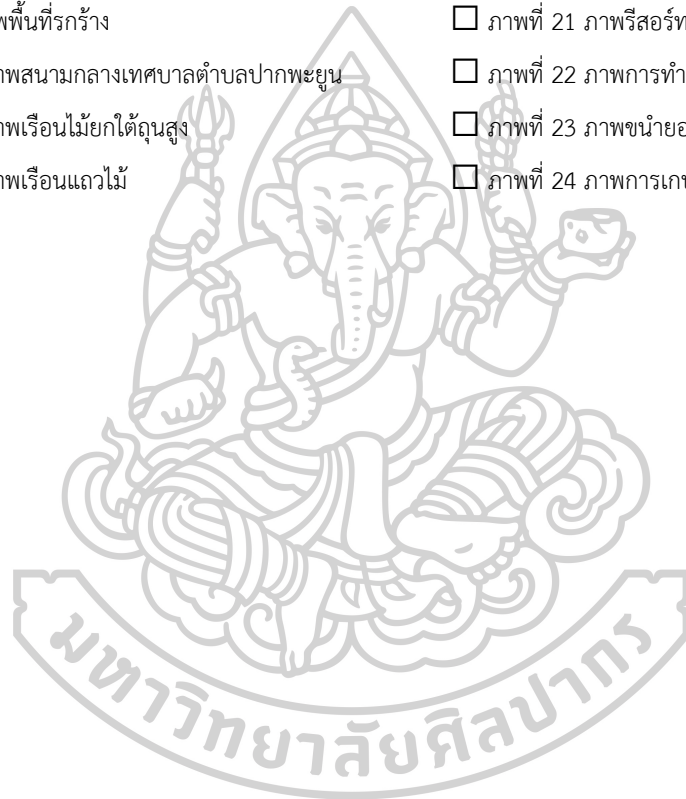 พื้นที่รกร้าง
ภาพที่ 21 ภาพรีสอร์ท
พสนามกลางเทศบาลตำบลปากพะยูน
ภาพที่ 22 ภาพการทำ
พเรือนไม้ยกใต้ถุนสูง
ภาพที่ 23 ภาพขนำยอ
พเรือนแถวไม้
ภาพที่ 24 ภาพการเก
มหาวิทยาลัยศิลปากร